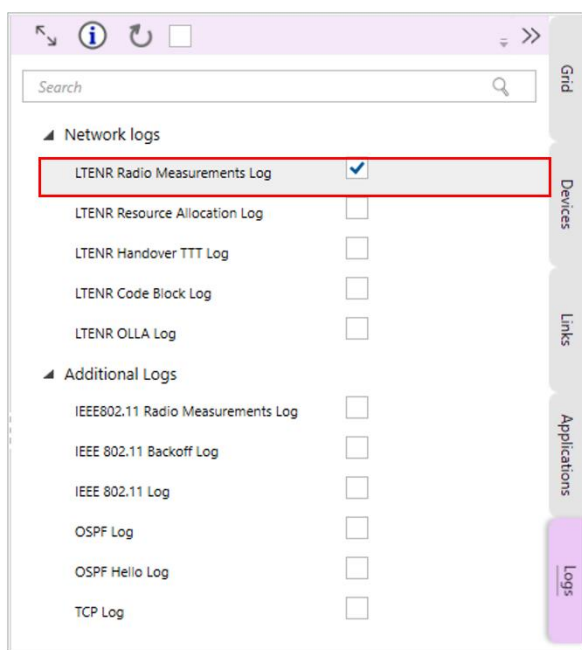 Search
Network logs
LTENR Radio Measurements Log
LTENR Resource Allocation Log
LTENR Handover TTT Log
LTENR Code Block Log
LTENR OLLA Log
Additional Logs
IEEE802.11 Radio Measurements Log
IEEE 802.11 Backoff Log
IEEE 802.11 Log
OSPF Log
OSPF Hello Log
TCP Log
Grid
Devices
Links
Applications
Logs